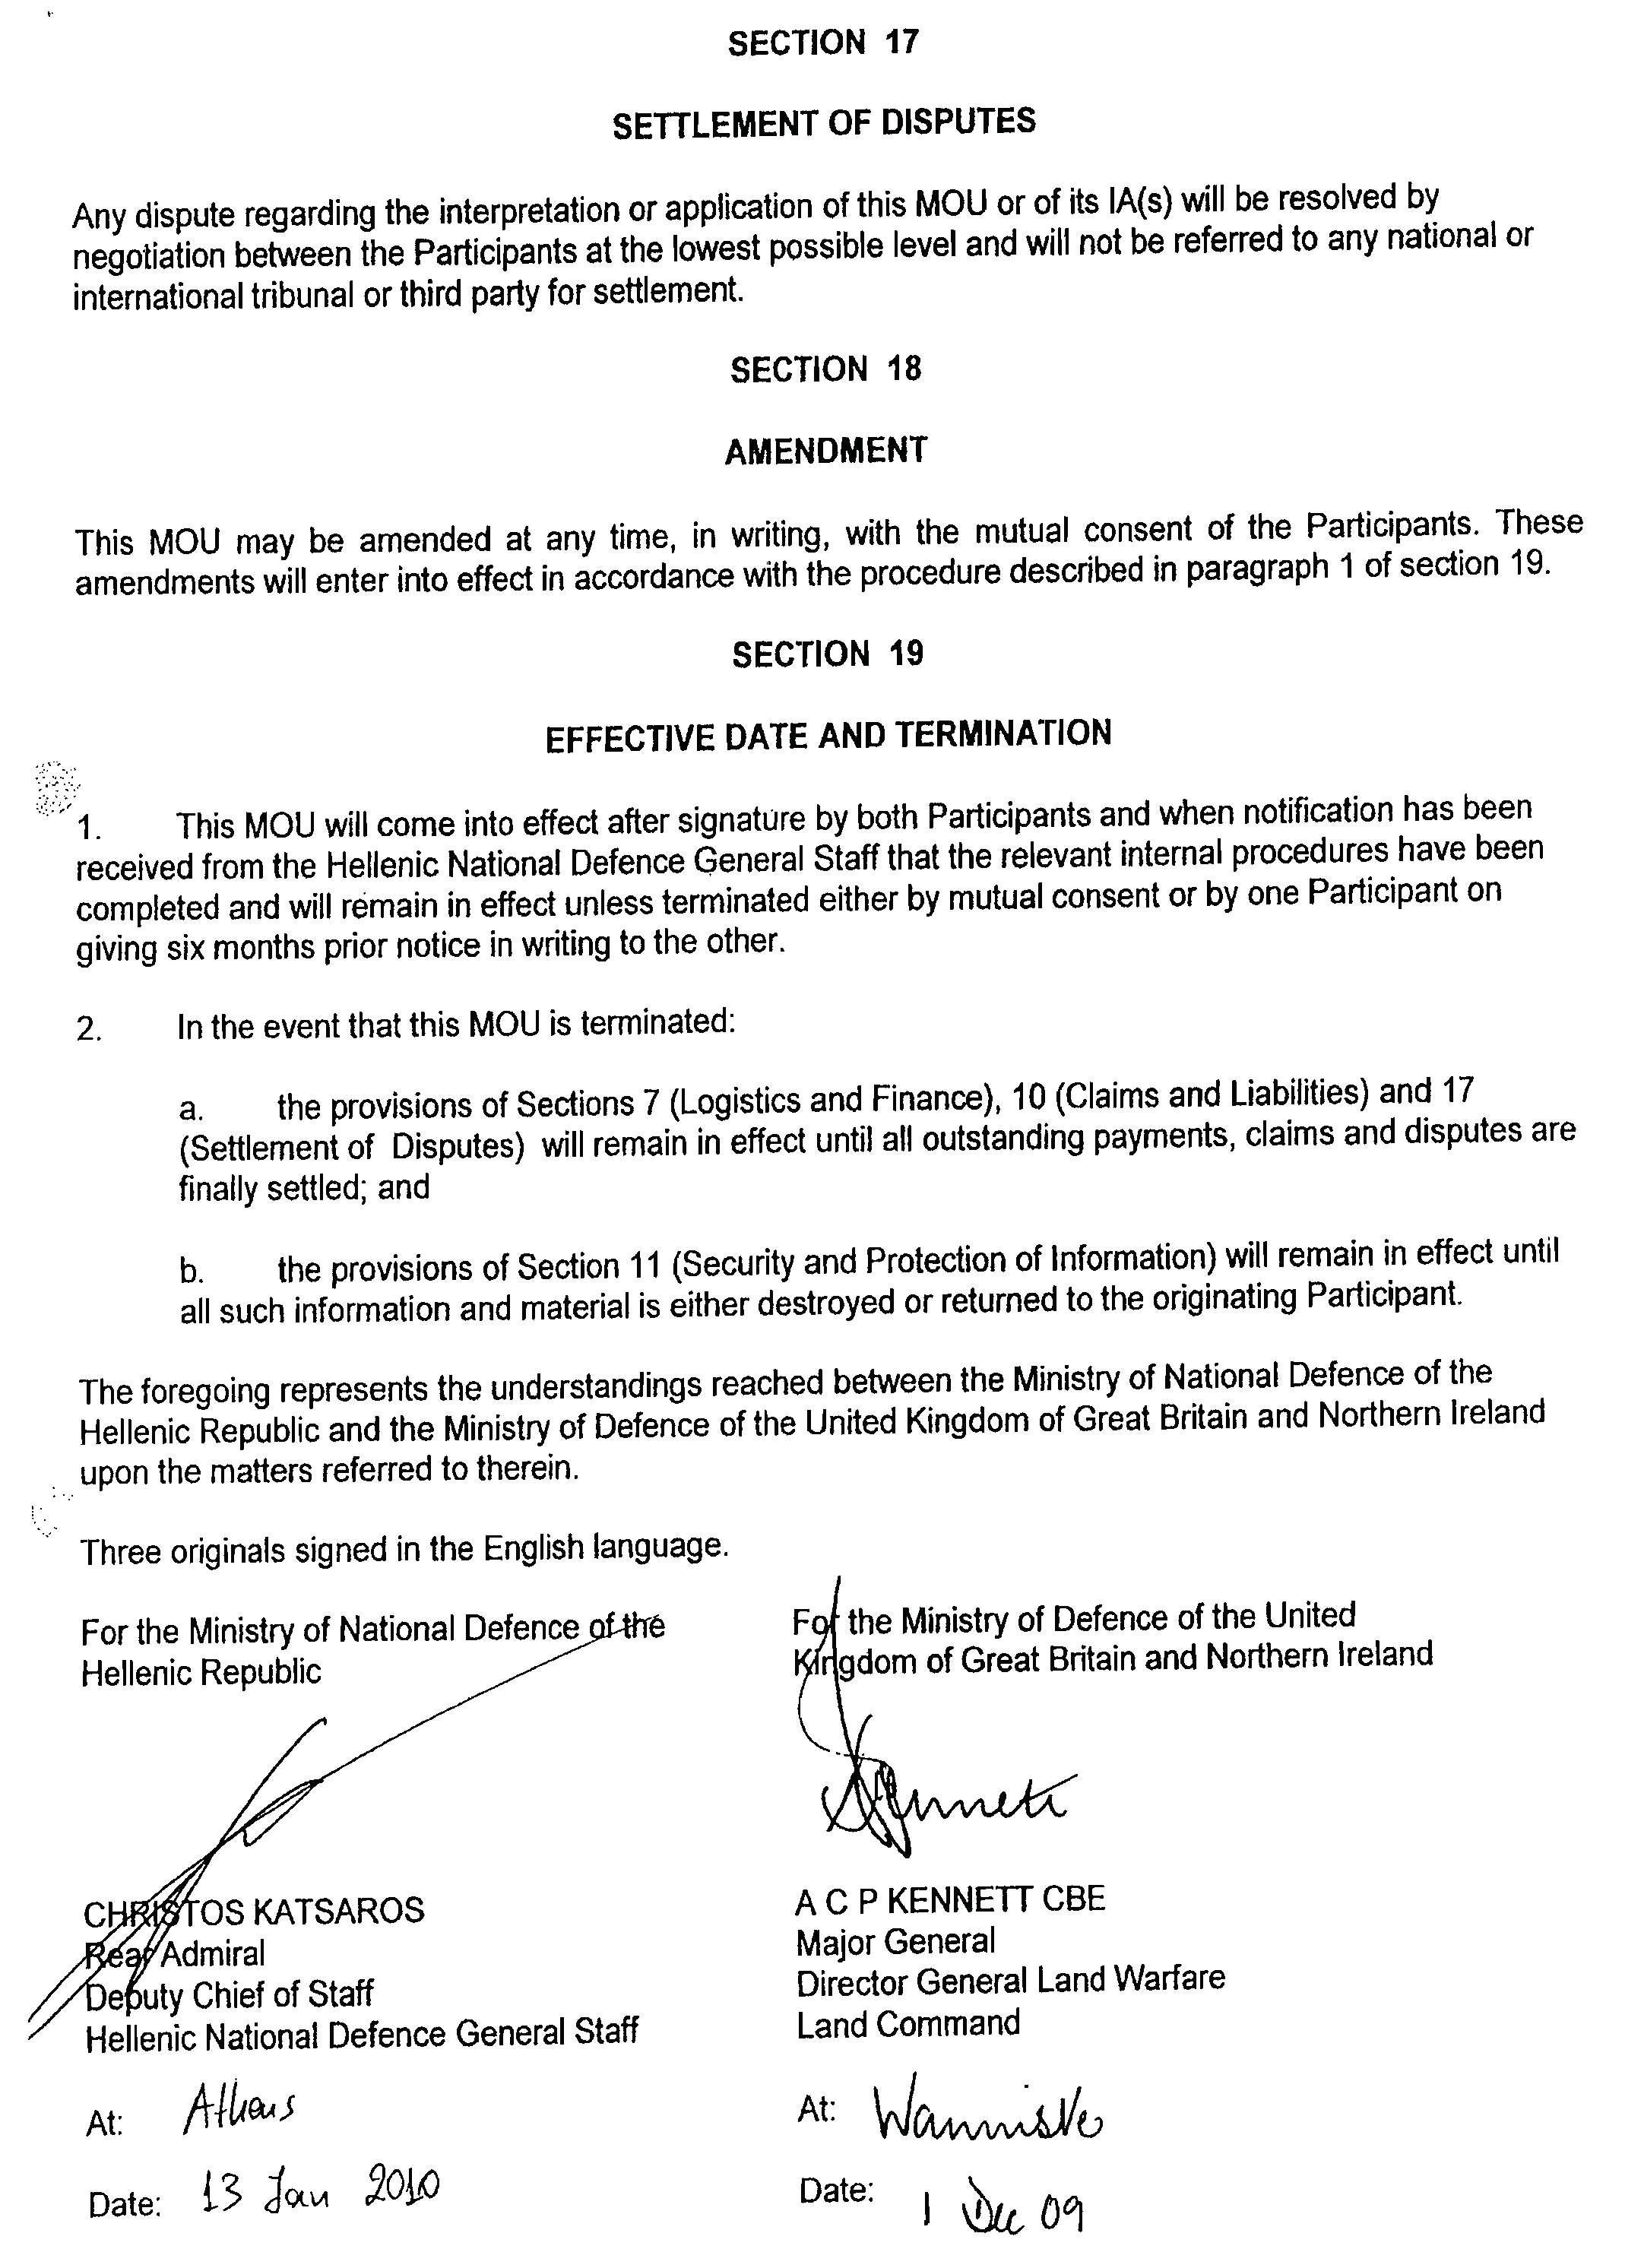 SECTION 17
SETTLEMENT OF DISPUTES
Any dispute regarding the interpretation or application of this MOU or of its IA(s) will be resolved by
negotiation between the Participants at the lowest possible level and will not be referred to any national or
international tribunal or third party for settlement.
SECTION 18
AMENDMENT
This MOU may be amended at any time, in writing, with the mutual consent of the Participants. These
amendments will enter into effect in accordance with the procedure described in paragraph 1 of section 19.
SECTION 19
EFFECTIVE DATE AND TERMINATION
1. This MOU will come into effect after signature by both Participants and when notification has been
received from the Hellenic National Defence General Staff that the relevant internal procedures have been
completed and will remain in effect unless terminated either by mutual consent or by one Participant on
giving six months prior notice in writing to the other.
2. In the event that this MOU is terminated:
a. the provisions of Sections 7 (Logistics and Finance), 10 (Claims and Liabilities) and 17
(Settlement of Disputes) will remain in effect until all outstanding payments, claims and disputes are
finally settled; and
b. the provisions of Section 11 (Security and Protection of Information) will remain in effect until
all such information and material is either destroyed or returned to the originating Participant.
The foregoing represents the understandings reached between the Ministry of National Defence of the
Hellenic Republic and the Ministry of Defence of the United Kingdom of Great Britain and Northern Ireland
upon the matters referred to therein.
Three originals signed in the English language.
For the Ministry of National Defence of the
Hellenic Republic
For the Ministry of Defence of the United
Kingdom of Great Britain and Northern Ireland
CHRISTOS KATSAROS
Rear Admiral
Deputy Chief of Staff
Hellenic National Defence General Staff
At: Athens
Date: 13 Jan 2010
A C P KENNETT CBE
Major General
Director General Land Warfare
Land Command
At:
Date: 1 Dec 09